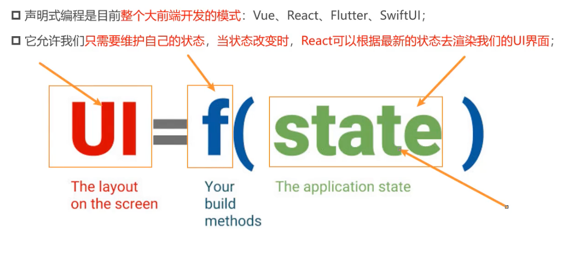 声明式编程是目前整个大前端开发的模式：Vue、React、Flutter、SwiftUI；
它允许我们只需要维护自己的状态，当状态改变时，React可以根据最新的状态去渲染我们的UI界面；
UI=f(state)
The layout
on the screen
Your
build
methods
The application state